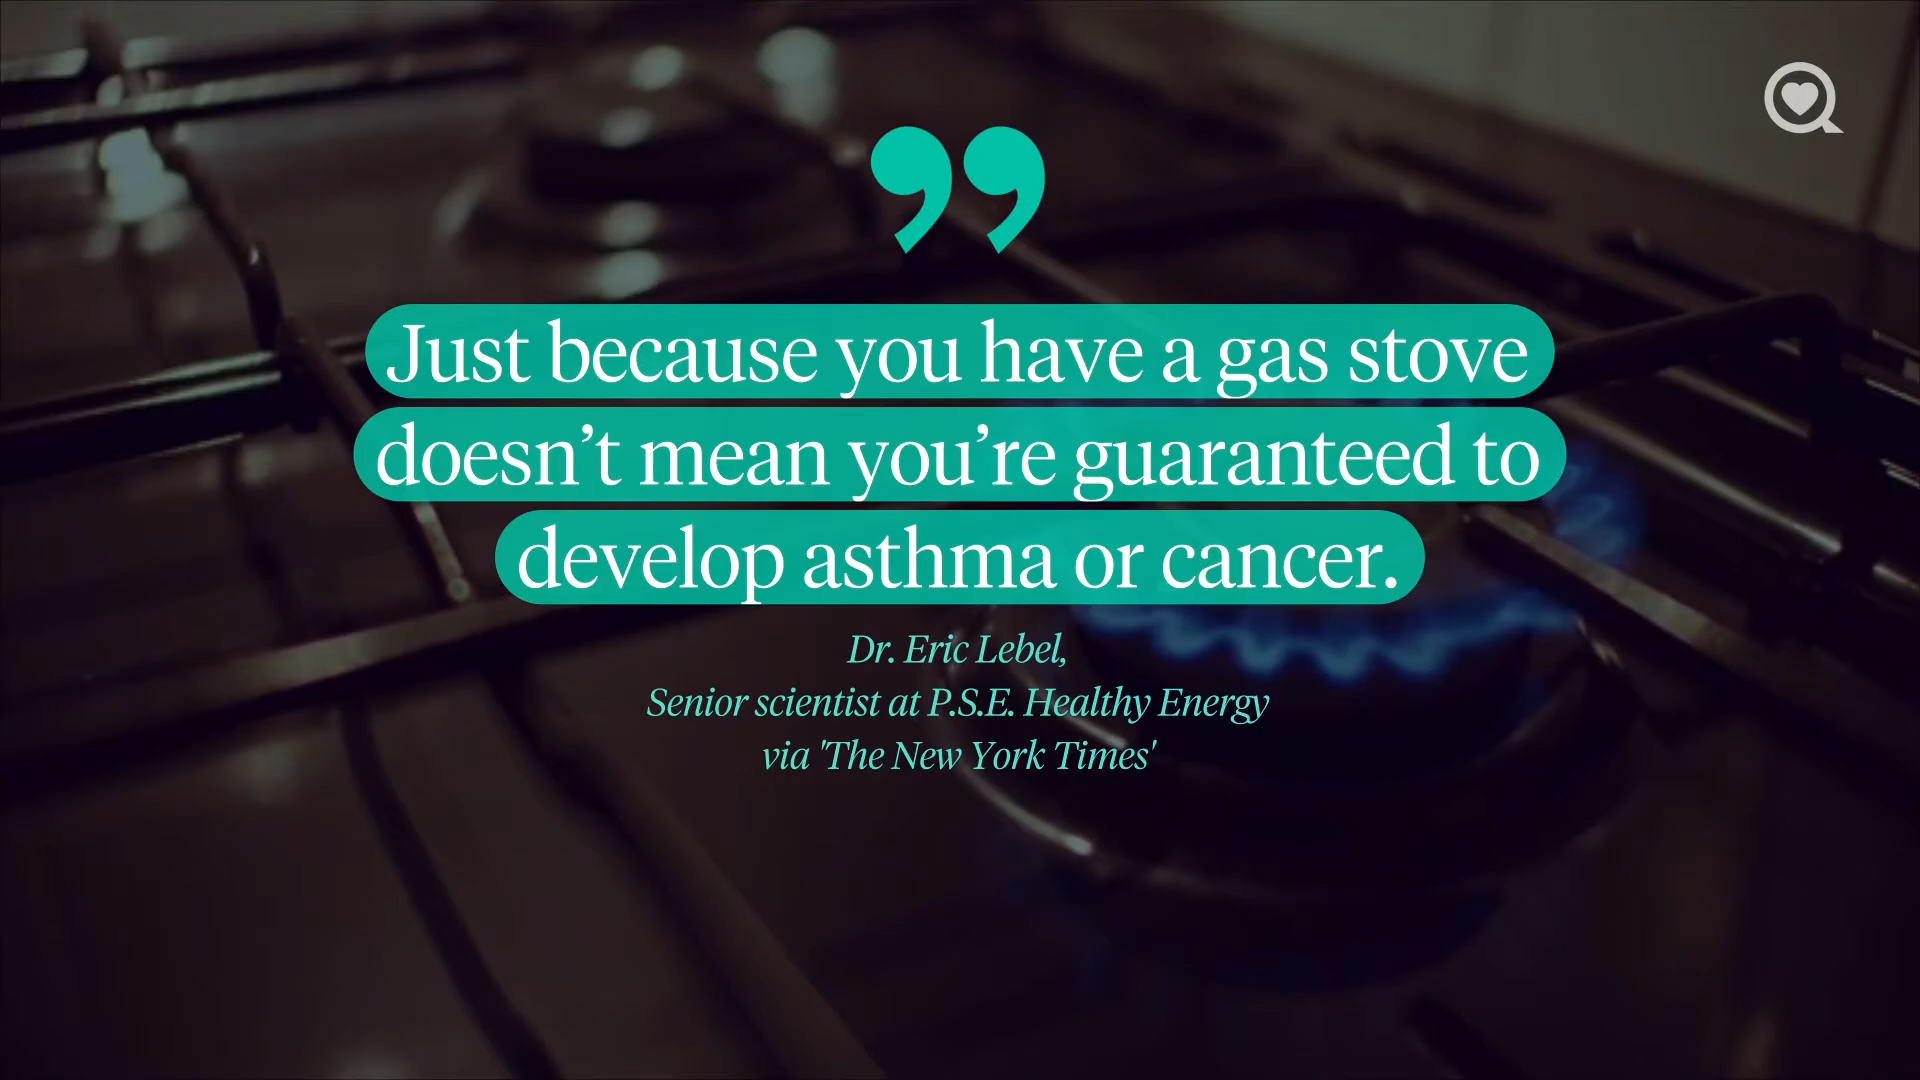 ”
Just because you have a gas stove
doesn’t mean you’re guaranteed to
develop asthma or cancer.
Dr. Eric Lebel,
Senior scientist at P.S.E. Healthy Energy
via 'The New York Times'